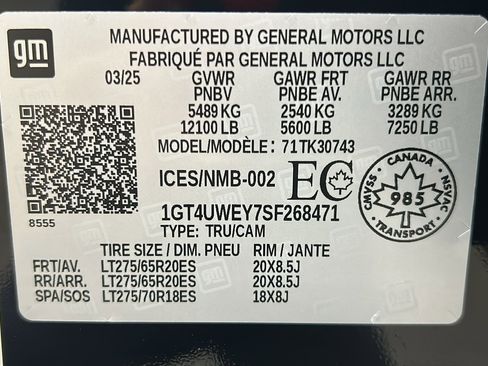 gm
MANUFACTURED BY GENERAL MOTORS LLC
FABRIQUÉ PAR GENERAL MOTORS LLC
03/25 GVWR GAWR FRT GAWR RR
PNBV PNBE AV. PNBE ARR.
5489 KG 2540 KG 3289 KG
12100 LB 5600 LB 7250 LB
MODEL/MODÈLE: 71TK30743
ICES/NMB-002 EC
CANADA
CMVSS 985 NSVAC
1GT4UWEY7SF268471
8555
TYPE: TRU/CAM
TIRE SIZE / DIM. PNEU RIM / JANTE
FRT/AV. LT275/65R20ES 20X8.5J
RR/ARR. LT275/65R20ES 20X8.5J
SPA/SOS LT275/70R18ES 18X8J